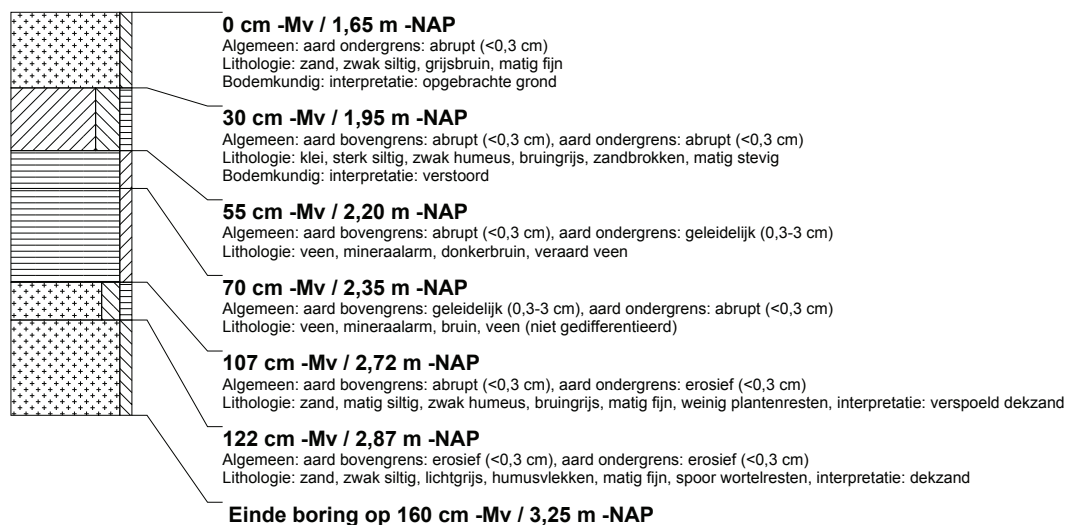 0 cm -Mv / 1,65 m -NAP
Algemeen: aard ondergrens: abrupt (<0,3 cm)
Lithologie: zand, zwak siltig, grijsbruin, matig fijn
Bodemkundig: interpretatie: opgebrachte grond
30 cm -Mv / 1,95 m -NAP
Algemeen: aard bovengrens: abrupt (<0,3 cm), aard ondergrens: abrupt (<0,3 cm)
Lithologie: klei, sterk siltig, zwak humeus, bruingrijs, zandbrokken, matig stevig
Bodemkundig: interpretatie: verstoord
55 cm -Mv / 2,20 m -NAP
Algemeen: aard bovengrens: abrupt (<0,3 cm), aard ondergrens: geleidelijk (0,3-3 cm)
Lithologie: veen, mineraalarm, donkerbruin, veraard veen
70 cm -Mv / 2,35 m -NAP
Algemeen: aard bovengrens: geleidelijk (0,3-3 cm), aard ondergrens: abrupt (<0,3 cm)
Lithologie: veen, mineraalarm, bruin, veen (niet gedifferentieerd)
107 cm -Mv / 2,72 m -NAP
Algemeen: aard bovengrens: abrupt (<0,3 cm), aard ondergrens: erosief (<0,3 cm)
Lithologie: zand, matig siltig, zwak humeus, bruingrijs, matig fijn, weinig plantenresten, interpretatie: verspoeld dekzand
122 cm -Mv / 2,87 m -NAP
Algemeen: aard bovengrens: erosief (<0,3 cm), aard ondergrens: erosief (<0,3 cm)
Lithologie: zand, zwak siltig, lichtgrijs, humusvlekken, matig fijn, spoor wortelresten, interpretatie: dekzand
Einde boring op 160 cm -Mv / 3,25 m -NAP